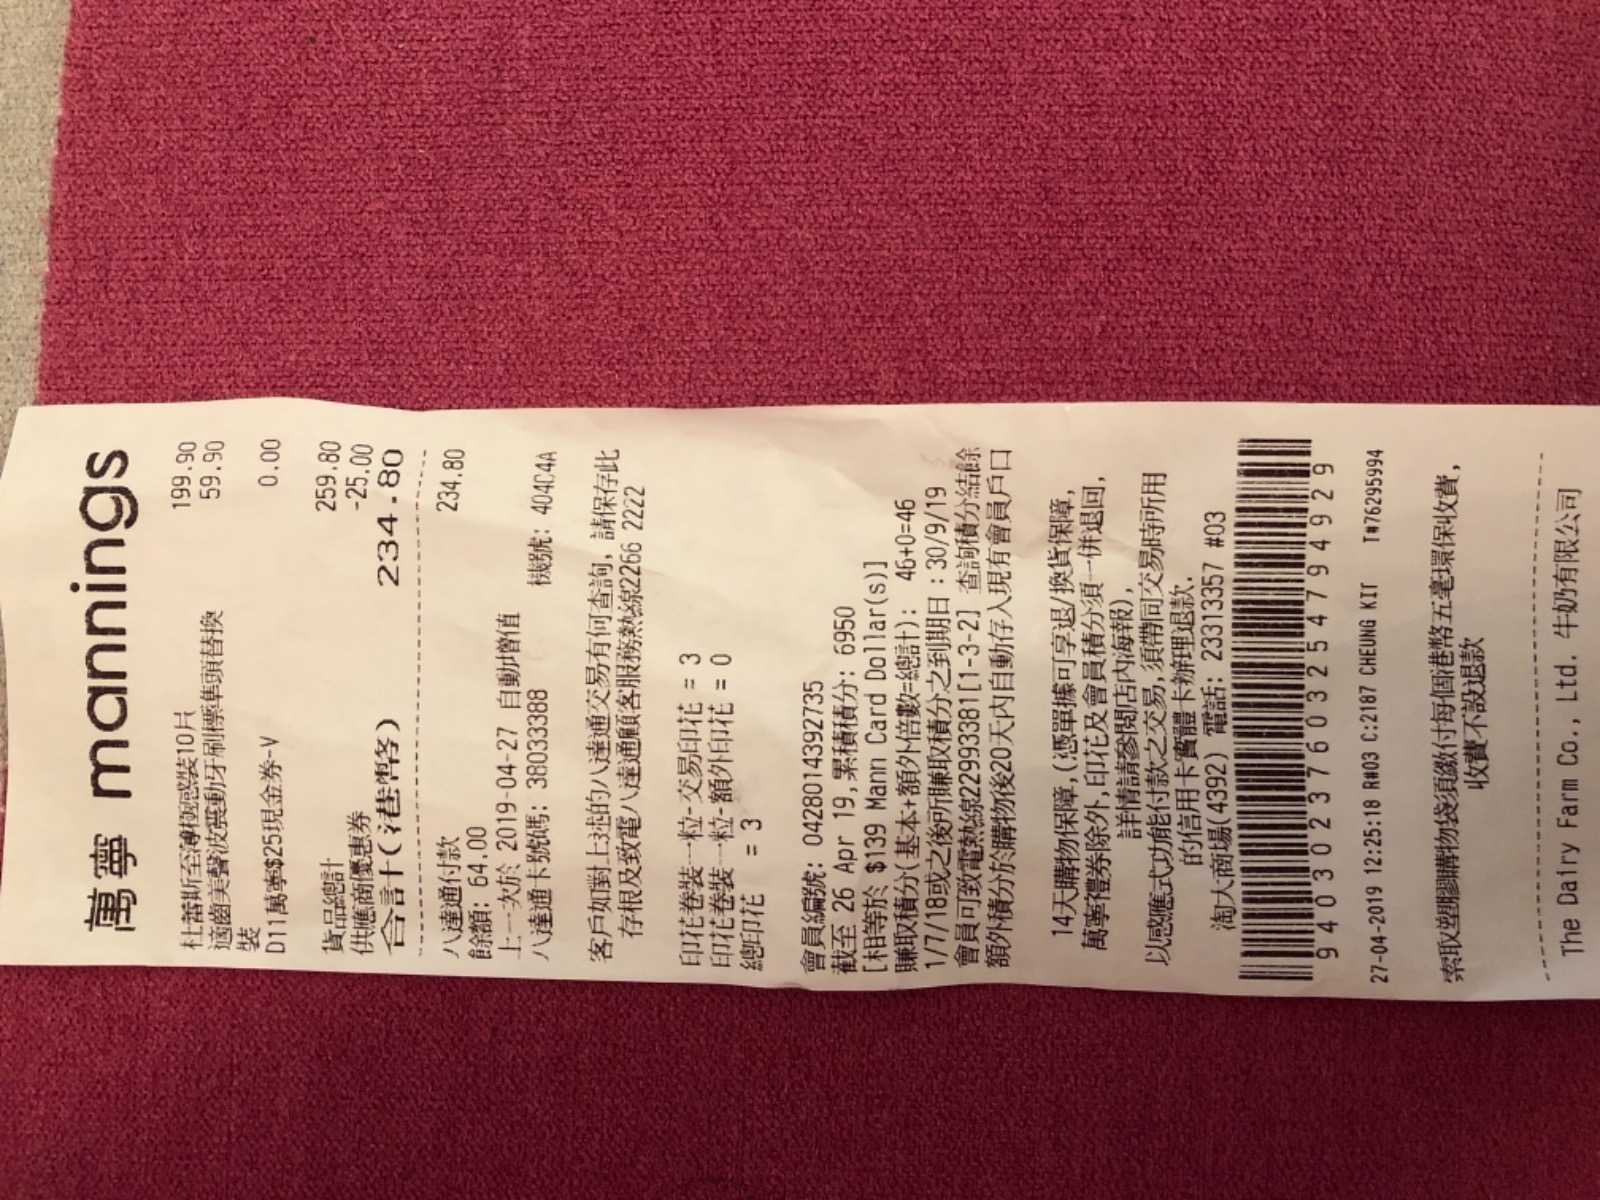 萬寧 mannings
杜蕾斯至薄極感裝10片 199.90
適齒美聲波震動牙刷標準頭替換 59.90
裝
D11萬寧$25現金券-V 0.00
貨品總計 259.80
供應商優惠券 -25.00
合計(港幣) 234.80
八達通付款 234.80
餘額: 64.00
上一次於 2019-04-27 自動增值
八達通卡號碼: 38033388 機號: 404C4A
客戶如對上述的八達通交易有何查詢, 請保存此
存根及致電八達通顧客服務熱線2266 2222
印花卷裝一粒-交易印花 = 3
印花卷裝一粒-額外印花 = 0
總印花 = 3
會員編號: 0428014392735
截至 26 Apr 19,累積積分: 6950
[相等於 $139 Mann Card Dollar(s)]
賺取積分(基本+額外倍數=總計): 46+0=46
1/7/18或之後所賺取積分之到期日:30/9/19
會員可致電熱線22993381[1-3-2] 查詢積分結餘
額外積分於購物後20天內自動存入現有會員戶口
14天購物保障,(憑單據可享退/換貨保障,
萬寧禮券除外,印花及會員積分須一併退回,
詳情請參閱店內海報),
以感應式功能付款之交易,須帶同交易時所用
的信用卡實體卡辦理退款.
淘大商場(4392) 電話: 23313357 #03
94030237603254794929
27-04-2019 12:25:18 R#03 C:2187 CHEUNG KIT T#76295994
索取塑膠購物袋須繳付每個港幣五毫環保收費,
收費不設退款
The Dairy Farm Co., Ltd. 牛奶有限公司